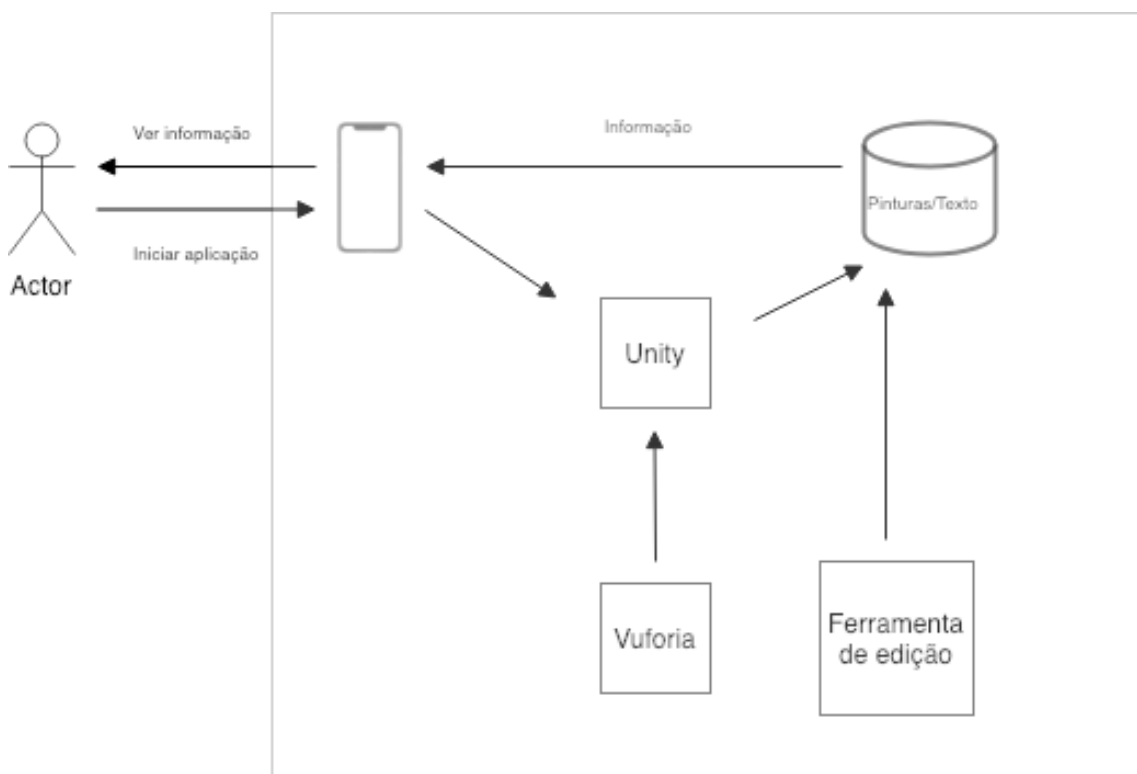 Ver informação
Informação
Pinturas/Texto
Iniciar aplicação
Actor
Unity
Vuforia
Ferramenta
de edição